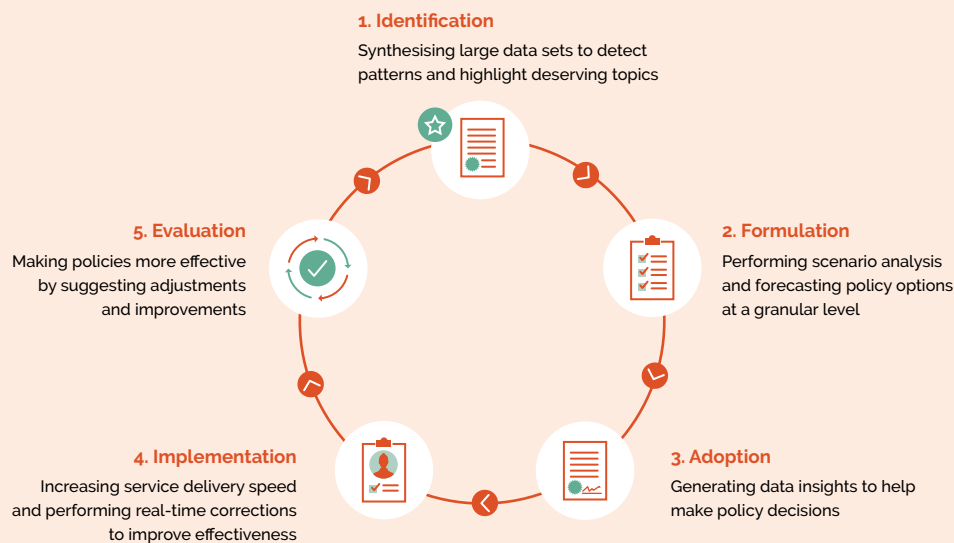 1. Identification
Synthesising large data sets to detect
patterns and highlight deserving topics
2. Formulation
Performing scenario analysis
and forecasting policy options
at a granular level
3. Adoption
Generating data insights to help
make policy decisions
4. Implementation
Increasing service delivery speed
and performing real-time corrections
to improve effectiveness
5. Evaluation
Making policies more effective
by suggesting adjustments
and improvements